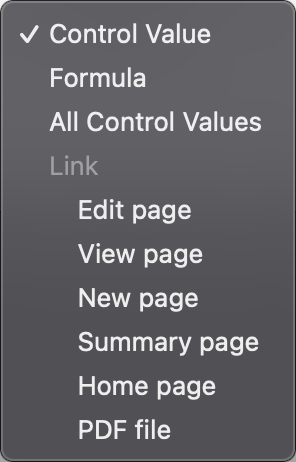 ✓ Control Value
Formula
All Control Values
Link
Edit page
View page
New page
Summary page
Home page
PDF file